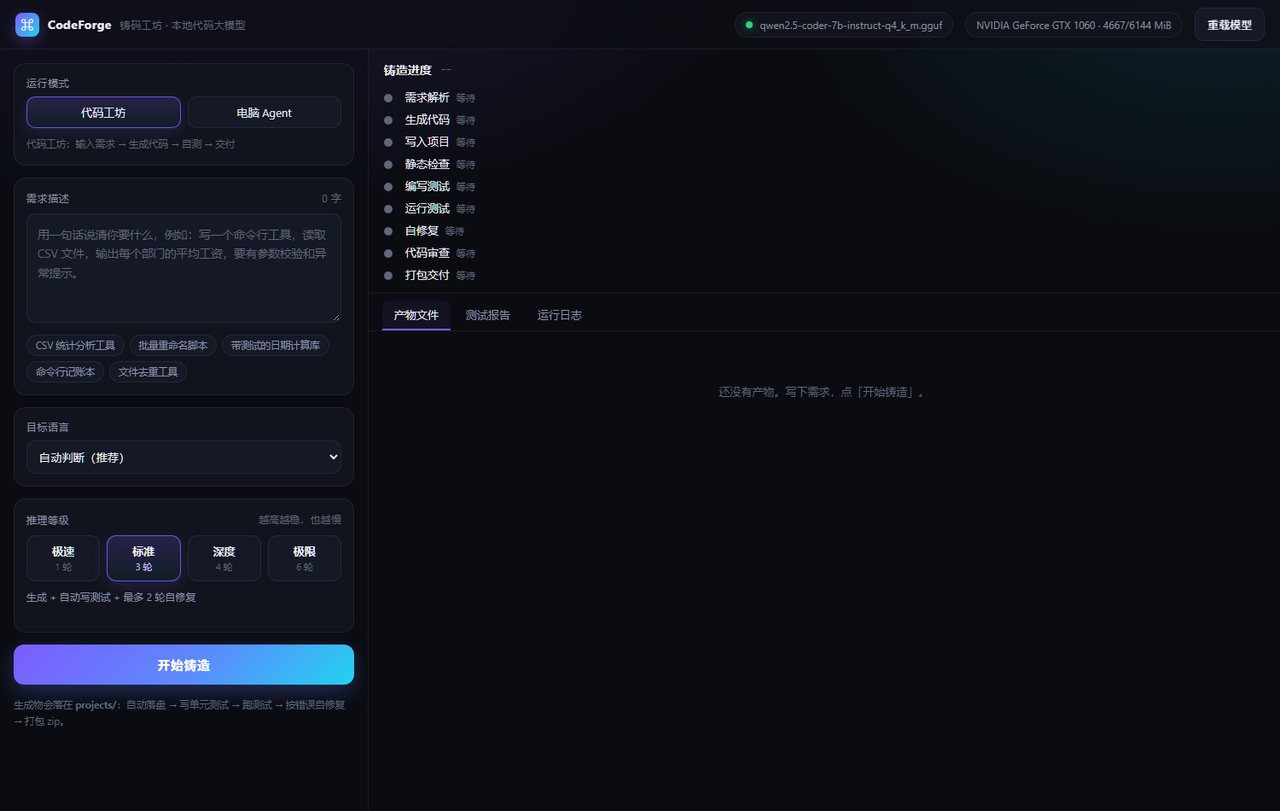 CodeForge 铸码工坊 · 本地代码大模型
qwen2.5-coder-7b-instruct-q4_k_m.gguf
NVIDIA GeForce GTX 1060 · 4667/6144 MiB
重载模型
运行模式
代码工坊
电脑 Agent
代码工坊：输入需求 → 生成代码 → 自测 → 交付
需求描述
0 字
用一句话说清你要什么，例如：写一个命令行工具，读取
CSV 文件，输出每个部门的平均工资，要有参数校验和异
常提示。
CSV 统计分析工具
批量重命名脚本
带测试的日期计算库
命令行记账本
文件去重工具
目标语言
自动判断（推荐）
推理等级
越高越稳，也越慢
极速
1 轮
标准
3 轮
深度
4 轮
极限
6 轮
生成 + 自动写测试 + 最多 2 轮自修复
开始铸造
生成物会落在 projects/：自动落盘 → 写单元测试 → 跑测试 → 按错误自修复
→ 打包 zip。
铸造进度 --
需求解析 等待
生成代码 等待
写入项目 等待
静态检查 等待
编写测试 等待
运行测试 等待
自修复 等待
代码审查 等待
打包交付 等待
产物文件
测试报告
运行日志
还没有产物。写下需求，点「开始铸造」。